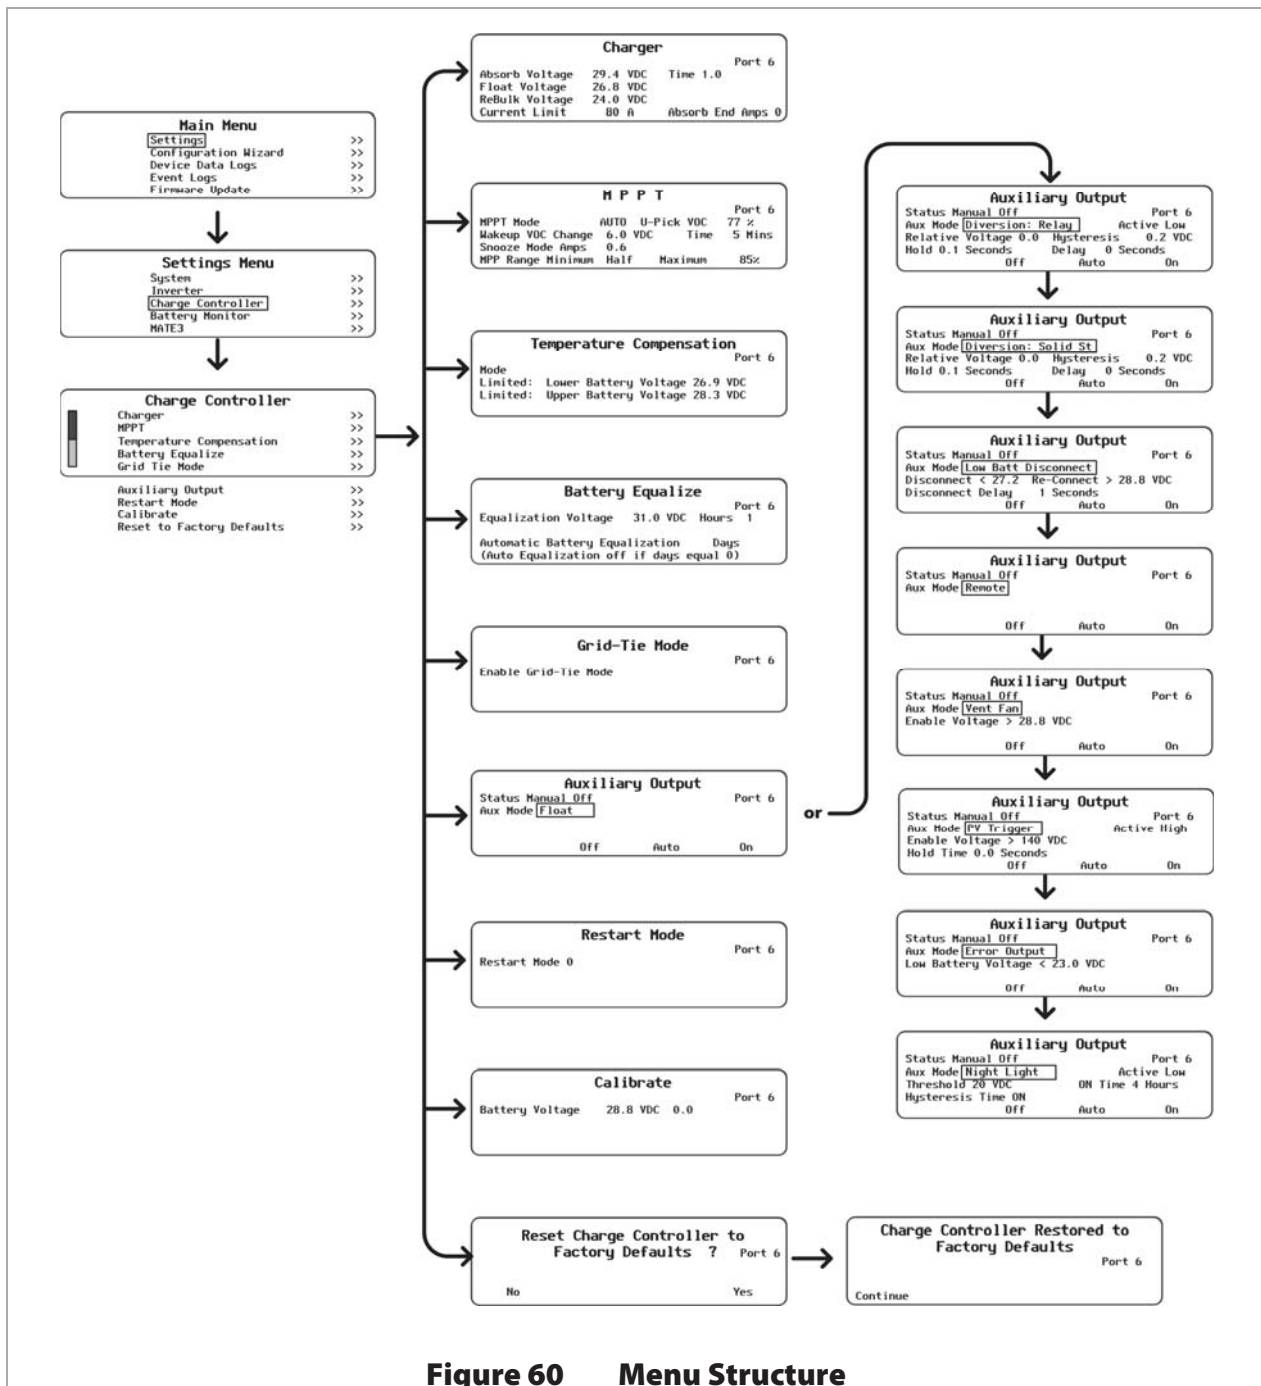 Main Menu
Settings >>
Configuration Wizard >>
Device Data Logs >>
Event Logs >>
Firmware Update >>
Settings Menu
System >>
Inverter >>
Charge Controller >>
Battery Monitor >>
MATE3 >>
Charge Controller
Charger >>
MPPT >>
Temperature Compensation >>
Battery Equalize >>
Grid Tie Mode >>
Auxiliary Output >>
Restart Mode >>
Calibrate >>
Reset to Factory Defaults >>
Charger
Port 6
Absorb Voltage 29.4 VDC Time 1.0
Float Voltage 26.8 VDC
ReBulk Voltage 24.0 VDC
Current Limit 80 A Absorb End Amps 0
M P P T
Port 6
MPPT Mode AUTO U-Pick VOC 77 %
Wakeup VOC Change 6.0 VDC Time 5 Mins
Snooze Mode Amps 0.6
MPP Range Minimum Half Maximum 85%
Temperature Compensation
Port 6
Mode
Limited: Lower Battery Voltage 26.9 VDC
Limited: Upper Battery Voltage 28.3 VDC
Battery Equalize
Port 6
Equalization Voltage 31.0 VDC Hours 1
Automatic Battery Equalization Days
(Auto Equalization off if days equal 0)
Grid-Tie Mode
Port 6
Enable Grid-Tie Mode
Auxiliary Output
Status Manual Off Port 6
Aux Mode Float
Off Auto On
or
Restart Mode
Port 6
Restart Mode 0
Calibrate
Port 6
Battery Voltage 28.8 VDC 0.0
Reset Charge Controller to
Factory Defaults ? Port 6
No Yes
Charge Controller Restored to
Factory Defaults
Port 6
Continue
Auxiliary Output
Status Manual Off Port 6
Aux Mode Diversion: Relay Active Low
Relative Voltage 0.0 Hysteresis 0.2 VDC
Hold 0.1 Seconds Delay 0 Seconds
Off Auto On
Auxiliary Output
Status Manual Off Port 6
Aux Mode Diversion: Solid St
Relative Voltage 0.0 Hysteresis 0.2 VDC
Hold 0.1 Seconds Delay 0 Seconds
Off Auto On
Auxiliary Output
Status Manual Off Port 6
Aux Mode Low Batt Disconnect
Disconnect < 27.2 Re-Connect > 28.8 VDC
Disconnect Delay 1 Seconds
Off Auto On
Auxiliary Output
Status Manual Off Port 6
Aux Mode Remote
Off Auto On
Auxiliary Output
Status Manual Off Port 6
Aux Mode Vent Fan
Enable Voltage > 28.8 VDC
Off Auto On
Auxiliary Output
Status Manual Off Port 6
Aux Mode PV Trigger Active High
Enable Voltage > 140 VDC
Hold Time 0.0 Seconds
Off Auto On
Auxiliary Output
Status Manual Off Port 6
Aux Mode Error Output
Low Battery Voltage < 23.0 VDC
Off Auto On
Auxiliary Output
Status Manual Off Port 6
Aux Mode Night Light Active Low
Threshold 20 VDC ON Time 4 Hours
Hysteresis Time ON
Off Auto On
Figure 60 Menu Structure